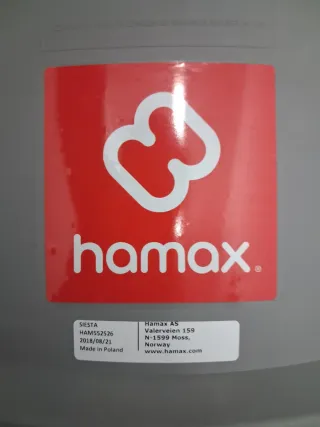 hamax®
SIESTA
HAM552526
2018/08/21
Made in Poland
Hamax AS
Valerveien 159
N-1599 Moss,
Norway
www.hamax.com